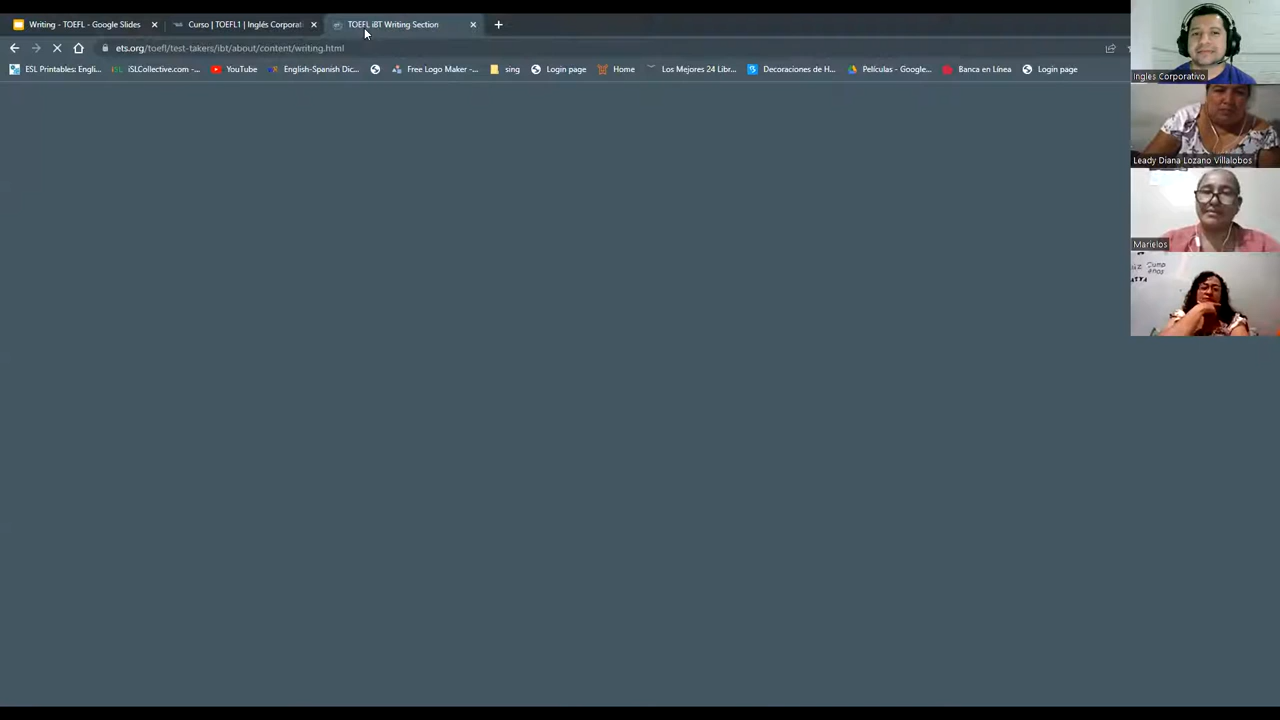 Writing - TOEFL - Google Slides
Curso | TOEFL1 | Inglés Corporati
TOEFL iBT Writing Section
ets.org/toefl/test-takers/ibt/about/content/writing.html
ESL Printables: Engli...
iSLCollective.com -...
YouTube
English-Spanish Dic...
Free Logo Maker -...
sing
Login page
Home
Los Mejores 24 Libr...
Decoraciones de H...
Películas - Google...
Banca en Línea
Login page
Ingles Corporativo
Leady Diana Lozano Villalobos
Marielos